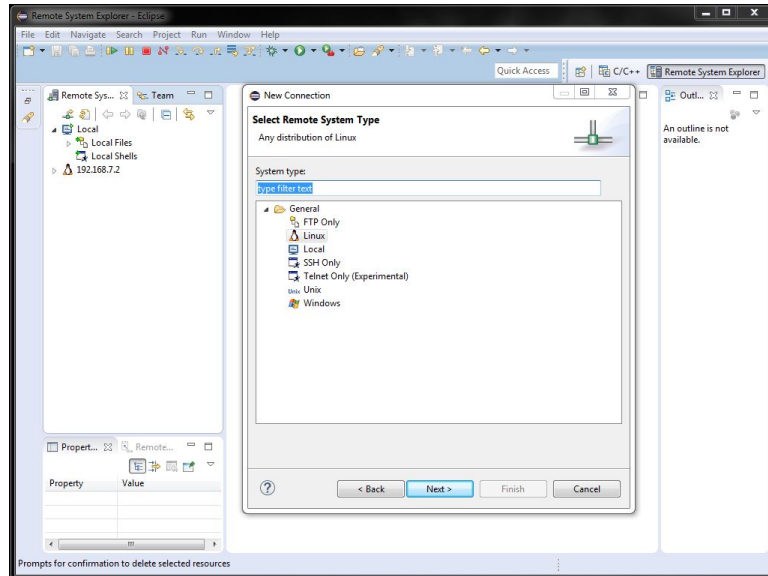 Remote System Explorer - Eclipse
File Edit Navigate Search Project Run Window Help
Quick Access C/C++ Remote System Explorer
Remote Sys... Team
Local
Local Files
Local Shells
192.168.7.2
New Connection
Select Remote System Type
Any distribution of Linux
System type:
type filter text
General
FTP Only
Linux
Local
SSH Only
Telnet Only (Experimental)
Unix
Windows
< Back Next > Finish Cancel
Outl...
An outline is not
available.
Propert... Remote...
Property Value
Prompts for confirmation to delete selected resources